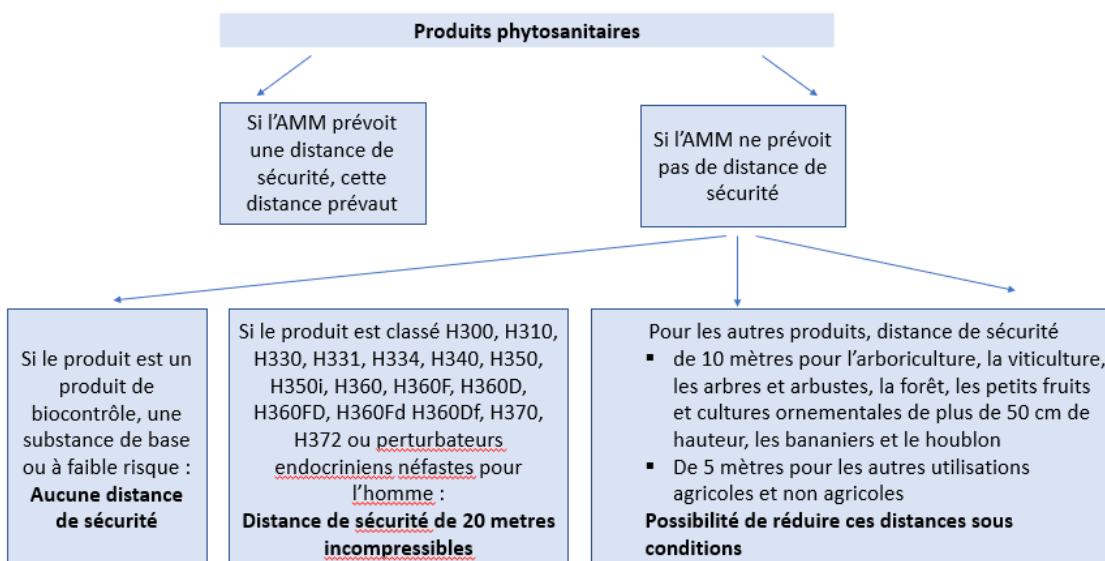 Produits phytosanitaires
Si l’AMM prévoit
une distance de
sécurité, cette
distance prévaut
Si l’AMM ne prévoit
pas de distance de
sécurité
Si le produit est un
produit de
biocontrôle, une
substance de base
ou à faible risque :
Aucune distance
de sécurité
Si le produit est classé H300, H310,
H330, H331, H334, H340, H350,
H350i, H360, H360F, H360D,
H360FD, H360Fd H360Df, H370,
H372 ou perturbateurs
endocriniens néfastes pour
l’homme :
Distance de sécurité de 20 metres
incompressibles
Pour les autres produits, distance de sécurité
▪ de 10 mètres pour l’arboriculture, la viticulture,
les arbres et arbustes, la forêt, les petits fruits
et cultures ornementales de plus de 50 cm de
hauteur, les bananiers et le houblon
▪ De 5 mètres pour les autres utilisations
agricoles et non agricoles
Possibilité de réduire ces distances sous
conditions